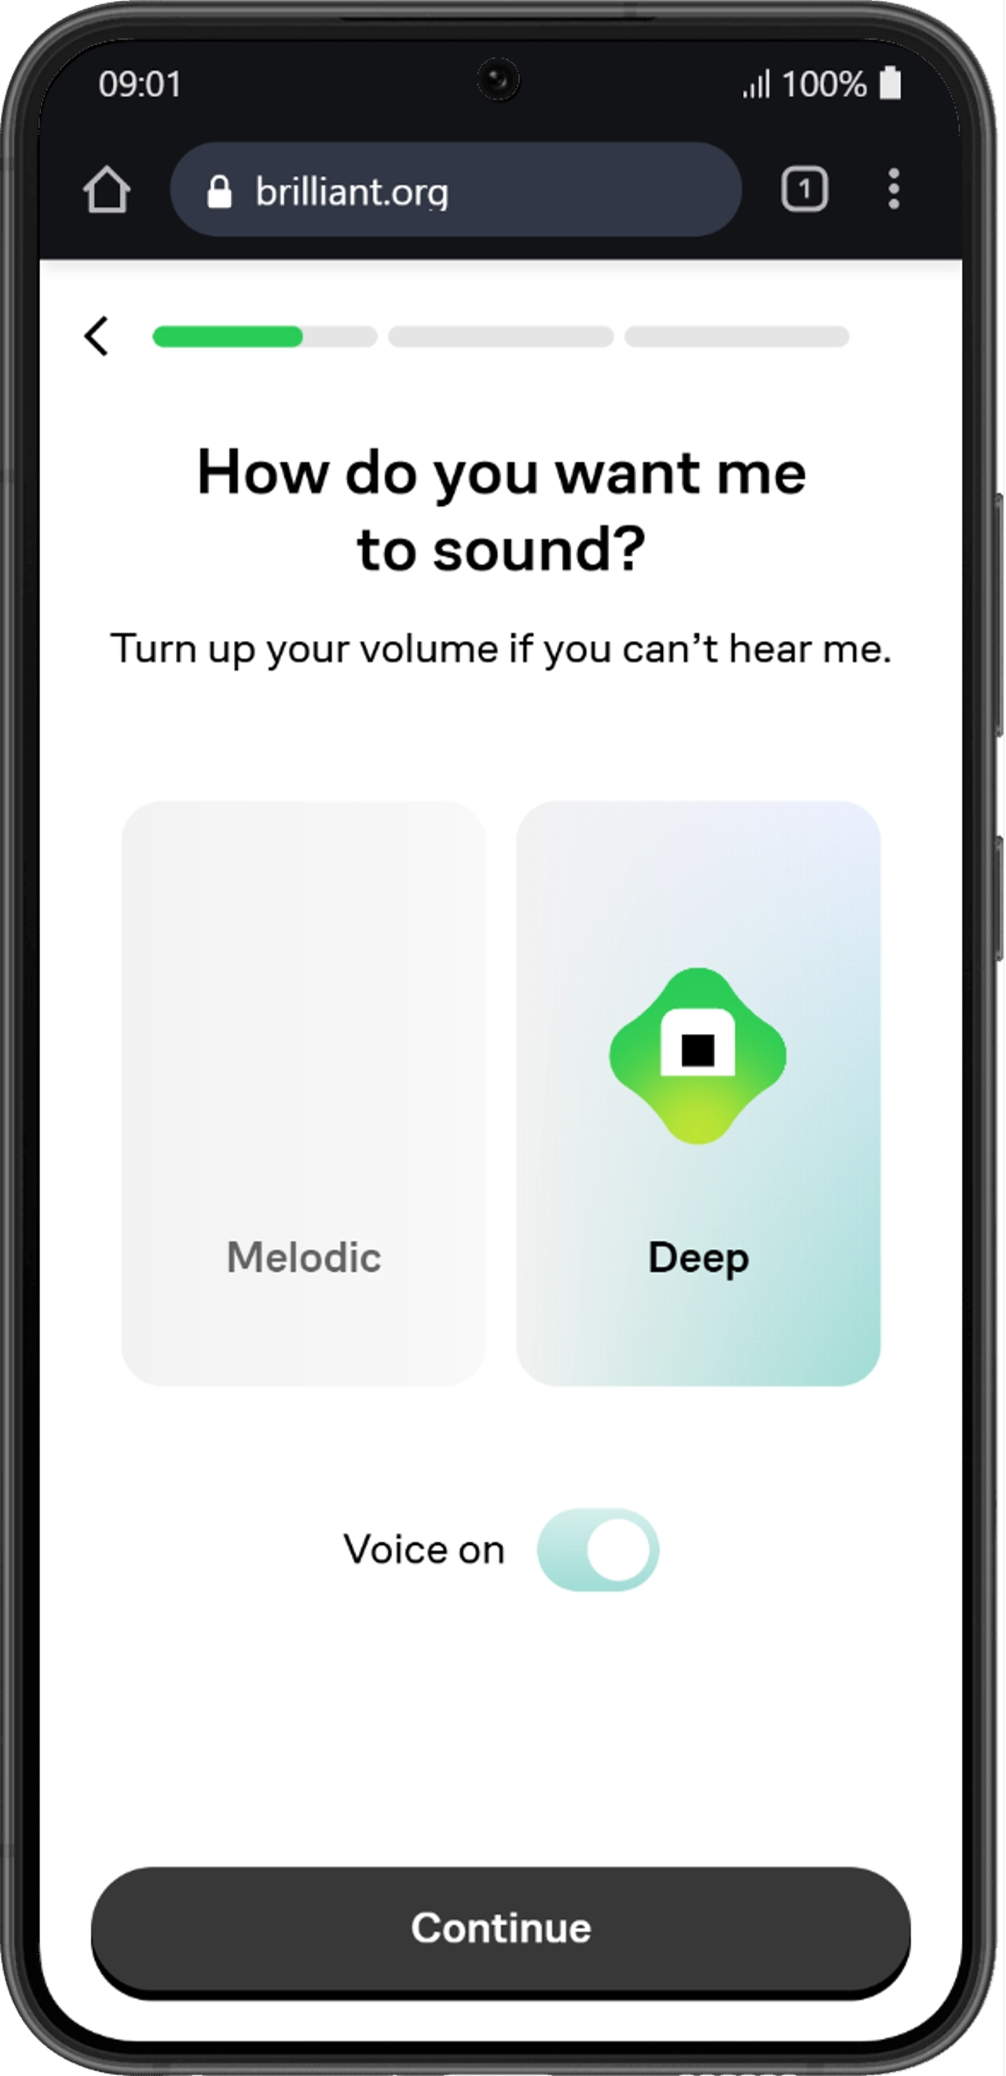 09:01
100%
brilliant.org
1
How do you want me
to sound?
Turn up your volume if you can’t hear me.
Melodic
Deep
Voice on
Continue